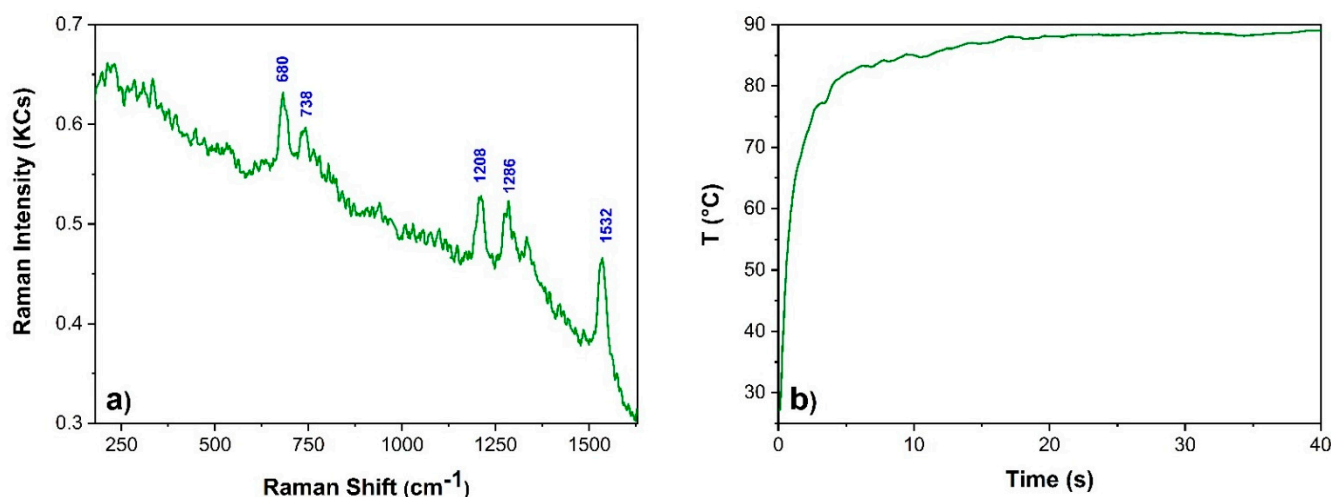 0.7
0.6
0.5
0.4
0.3
Raman Intensity (KCs)
680
738
1208
1286
1532
a)
250 500 750 1000 1250 1500
Raman Shift (cm⁻¹)
90
80
70
60
50
40
30
T (°C)
b)
0 10 20 30 40
Time (s)